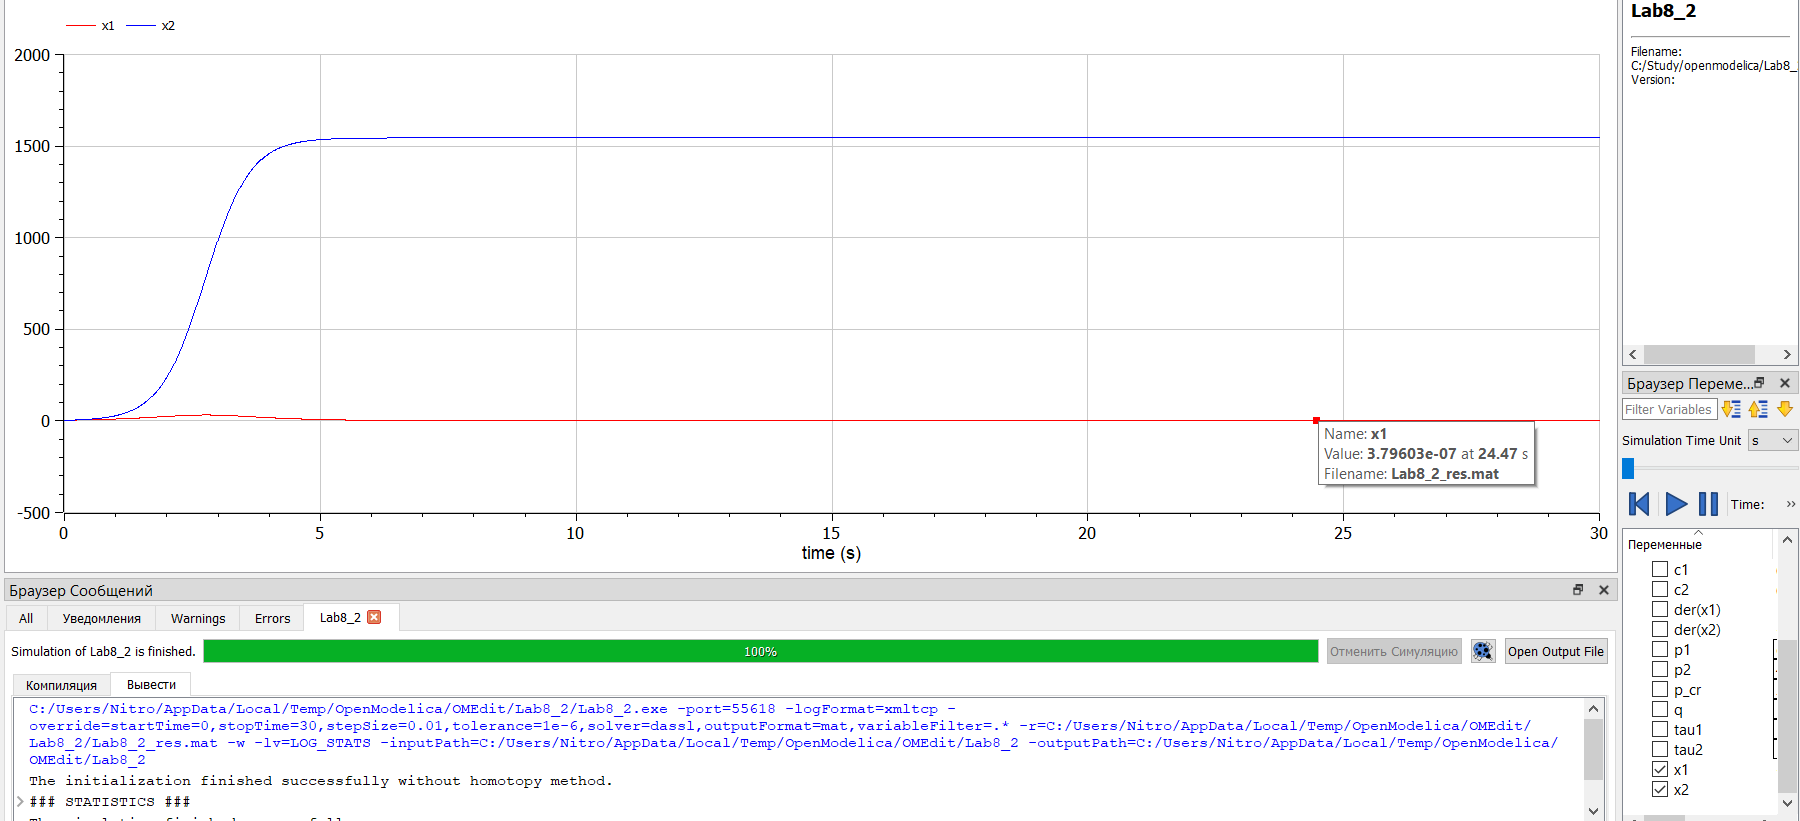 x1 x2
2000
1500
1000
500
0
-500
0 5 10 15 20 25 30
time (s)
Name: x1
Value: 3.79603e-07 at 24.47 s
Filename: Lab8_2_res.mat
Lab8_2
Filename:
C:/Study/openmodelica/Lab8_
Version:
Браузер Переме...
Filter Variables
Simulation Time Unit s
Time: »
Переменные
c1
c2
der(x1)
der(x2)
p1
p2
p_cr
q
tau1
tau2
x1
x2
Браузер Сообщений
All Уведомления Warnings Errors Lab8_2
Simulation of Lab8_2 is finished. 100% Отменить Симуляцию Open Output File
Компиляция Вывести
C:/Users/Nitro/AppData/Local/Temp/OpenModelica/OMEdit/Lab8_2/Lab8_2.exe -port=55618 -logFormat=xmltcp -
override=startTime=0,stopTime=30,stepSize=0.01,tolerance=1e-6,solver=dassl,outputFormat=mat,variableFilter=.* -r=C:/Users/Nitro/AppData/Local/Temp/OpenModelica/OMEdit/
Lab8_2/Lab8_2_res.mat -w -lv=LOG_STATS -inputPath=C:/Users/Nitro/AppData/Local/Temp/OpenModelica/OMEdit/Lab8_2 -outputPath=C:/Users/Nitro/AppData/Local/Temp/OpenModelica/
OMEdit/Lab8_2
The initialization finished successfully without homotopy method.
### STATISTICS ###